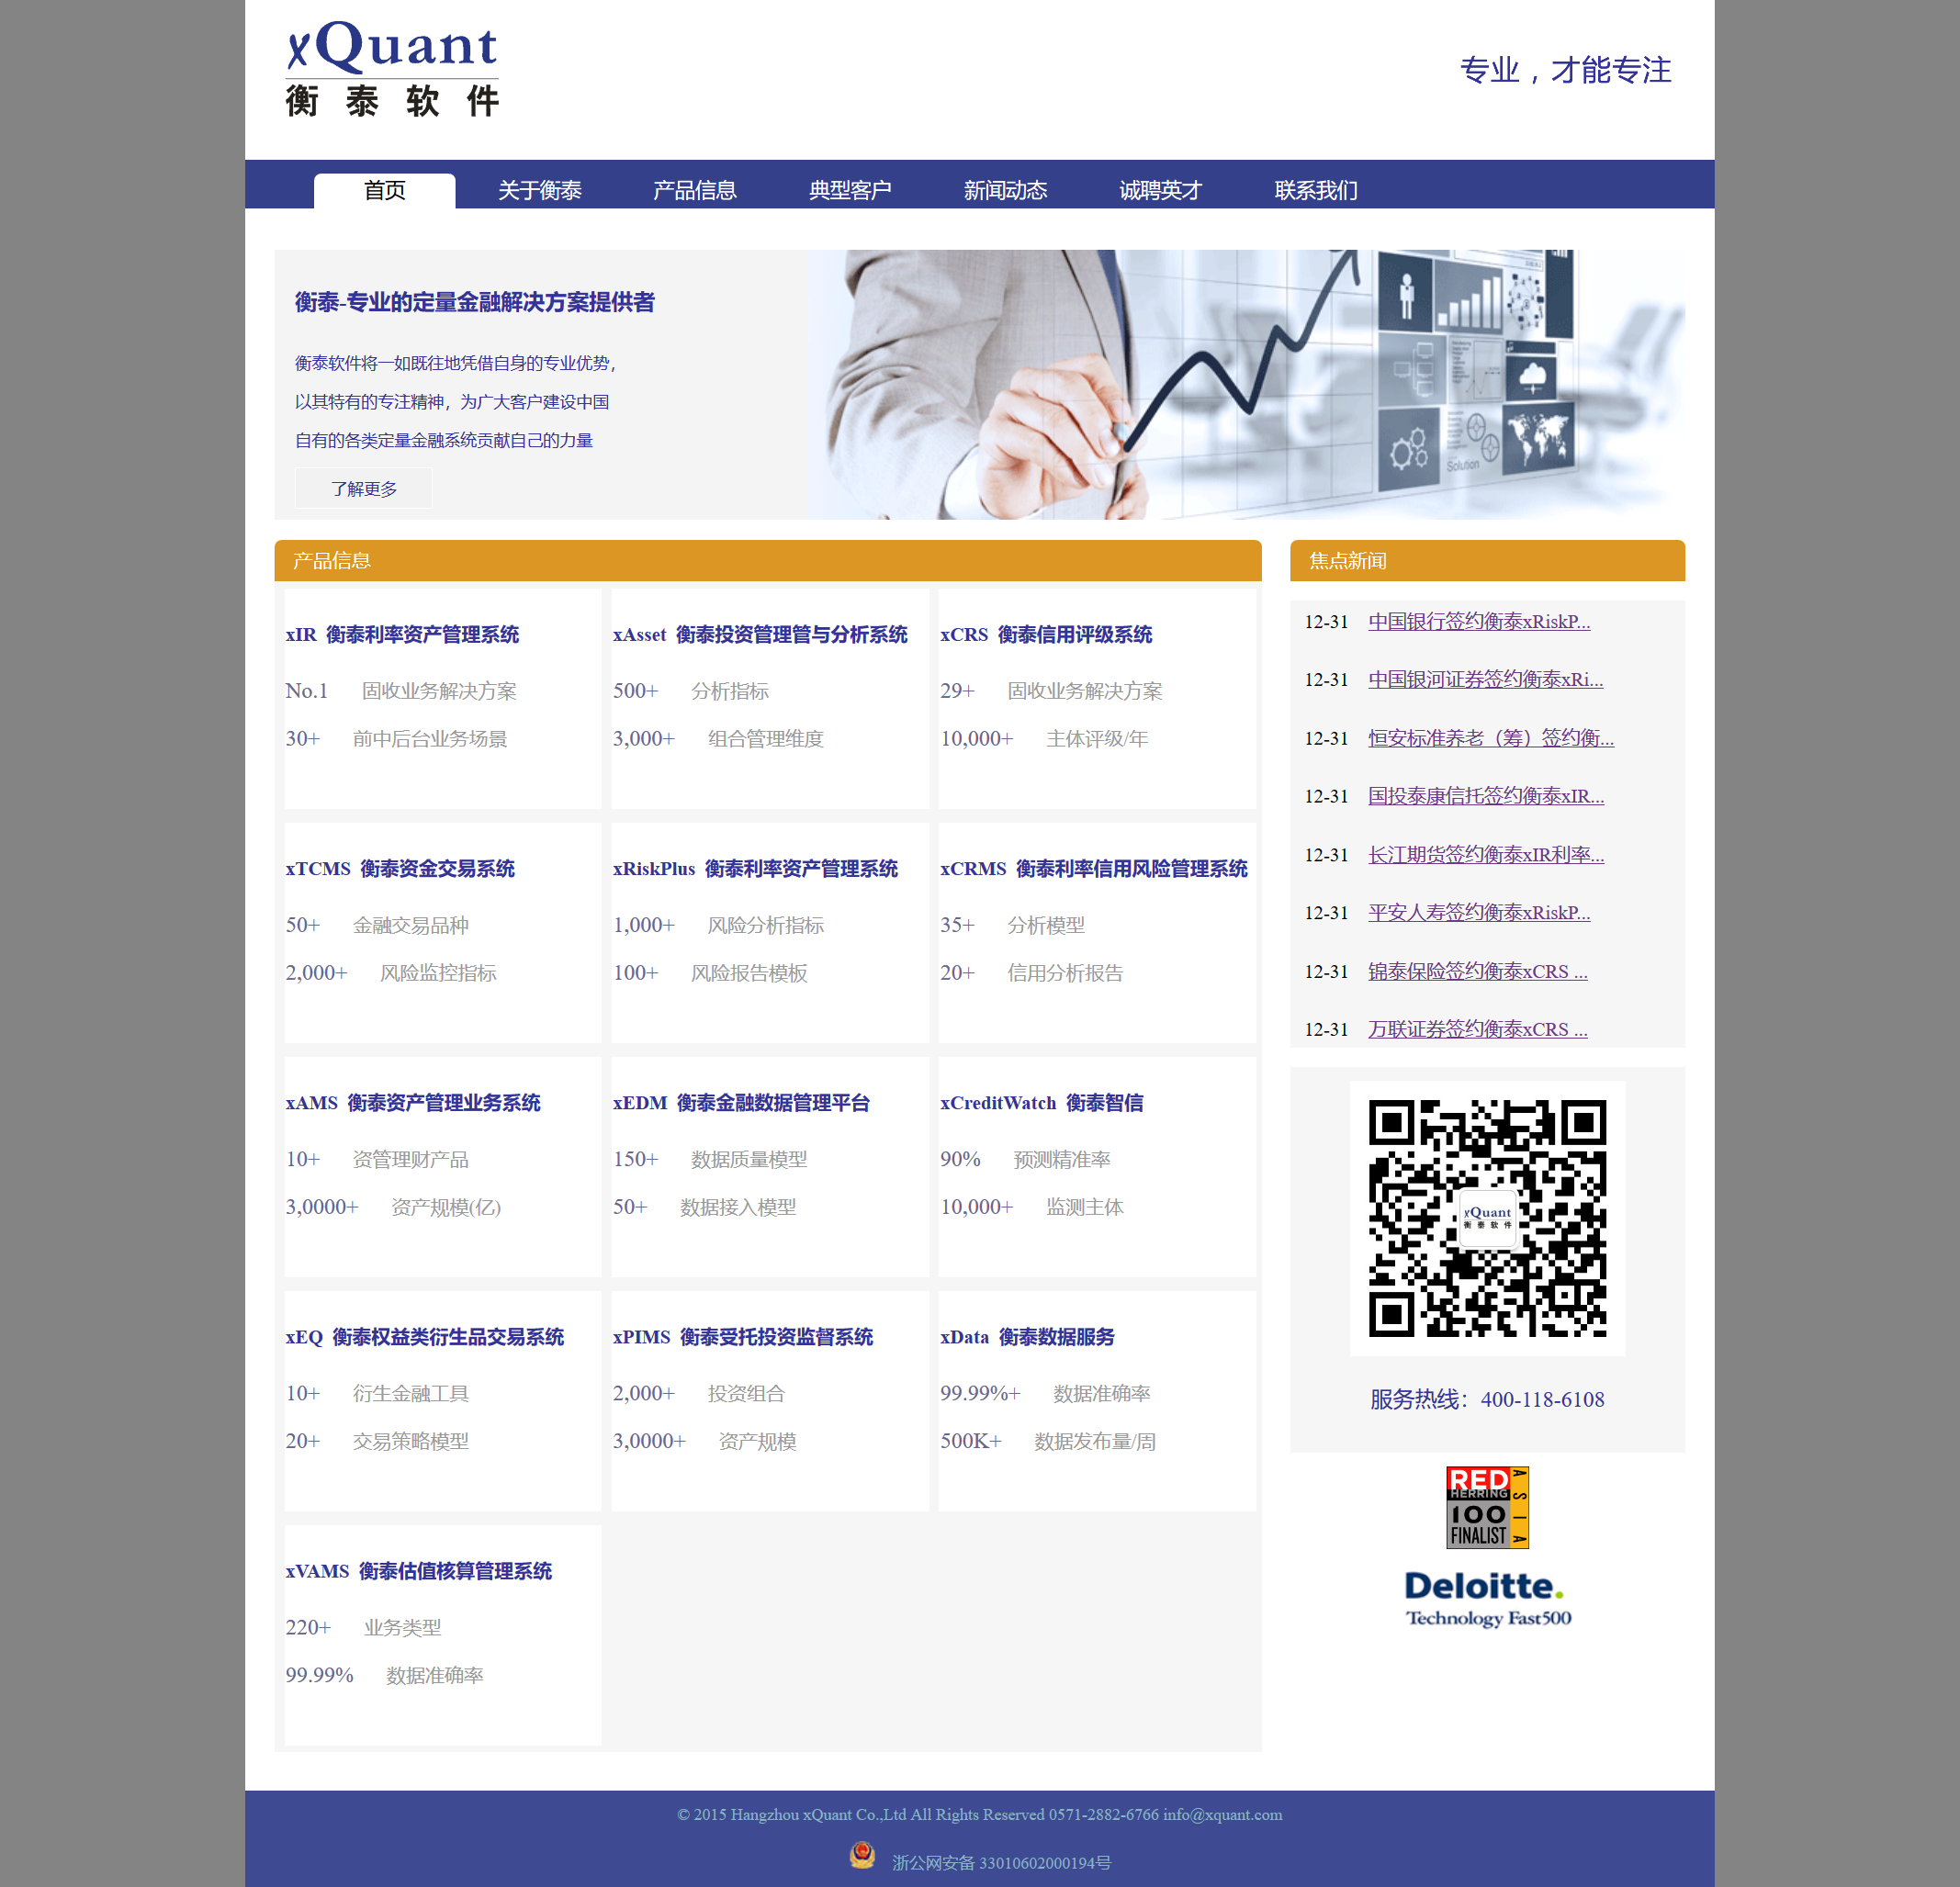 xQuant
衡泰软件
专业，才能专注
首页 关于衡泰 产品信息 典型客户 新闻动态 诚聘英才 联系我们
衡泰-专业的定量金融解决方案提供者
衡泰软件将一如既往地凭借自身的专业优势，
以其特有的专注精神，为广大客户建设中国
自有的各类定量金融系统贡献自己的力量
了解更多
Solution
产品信息
xIR 衡泰利率资产管理系统
No.1 固收业务解决方案
30+ 前中后台业务场景
xAsset 衡泰投资管理管与分析系统
500+ 分析指标
3,000+ 组合管理维度
xCRS 衡泰信用评级系统
29+ 固收业务解决方案
10,000+ 主体评级/年
xTCMS 衡泰资金交易系统
50+ 金融交易品种
2,000+ 风险监控指标
xRiskPlus 衡泰利率资产管理系统
1,000+ 风险分析指标
100+ 风险报告模板
xCRMS 衡泰利率信用风险管理系统
35+ 分析模型
20+ 信用分析报告
xAMS 衡泰资产管理业务系统
10+ 资管理财产品
3,0000+ 资产规模(亿)
xEDM 衡泰金融数据管理平台
150+ 数据质量模型
50+ 数据接入模型
xCreditWatch 衡泰智信
90% 预测精准率
10,000+ 监测主体
xEQ 衡泰权益类衍生品交易系统
10+ 衍生金融工具
20+ 交易策略模型
xPIMS 衡泰受托投资监督系统
2,000+ 投资组合
3,0000+ 资产规模
xData 衡泰数据服务
99.99%+ 数据准确率
500K+ 数据发布量/周
xVAMS 衡泰估值核算管理系统
220+ 业务类型
99.99% 数据准确率
焦点新闻
12-31 中国银行签约衡泰xRiskP...
12-31 中国银河证券签约衡泰xRi...
12-31 恒安标准养老（筹）签约衡...
12-31 国投泰康信托签约衡泰xIR...
12-31 长江期货签约衡泰xIR利率...
12-31 平安人寿签约衡泰xRiskP...
12-31 锦泰保险签约衡泰xCRS ...
12-31 万联证券签约衡泰xCRS ...
xQuant
衡泰软件
服务热线：400-118-6108
RED
HERRING
100
FINALIST
ASIA
Deloitte.
Technology Fast500
© 2015 Hangzhou xQuant Co.,Ltd All Rights Reserved 0571-2882-6766 info@xquant.com
浙公网安备 33010602000194号